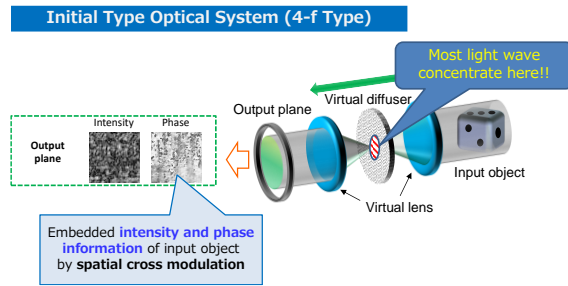 Initial Type Optical System (4-f Type)
Most light wave
concentrate here!!
Virtual diffuser
Output plane
Intensity
Phase
Output
plane
Input object
Virtual lens
Embedded intensity and phase
information of input object
by spatial cross modulation